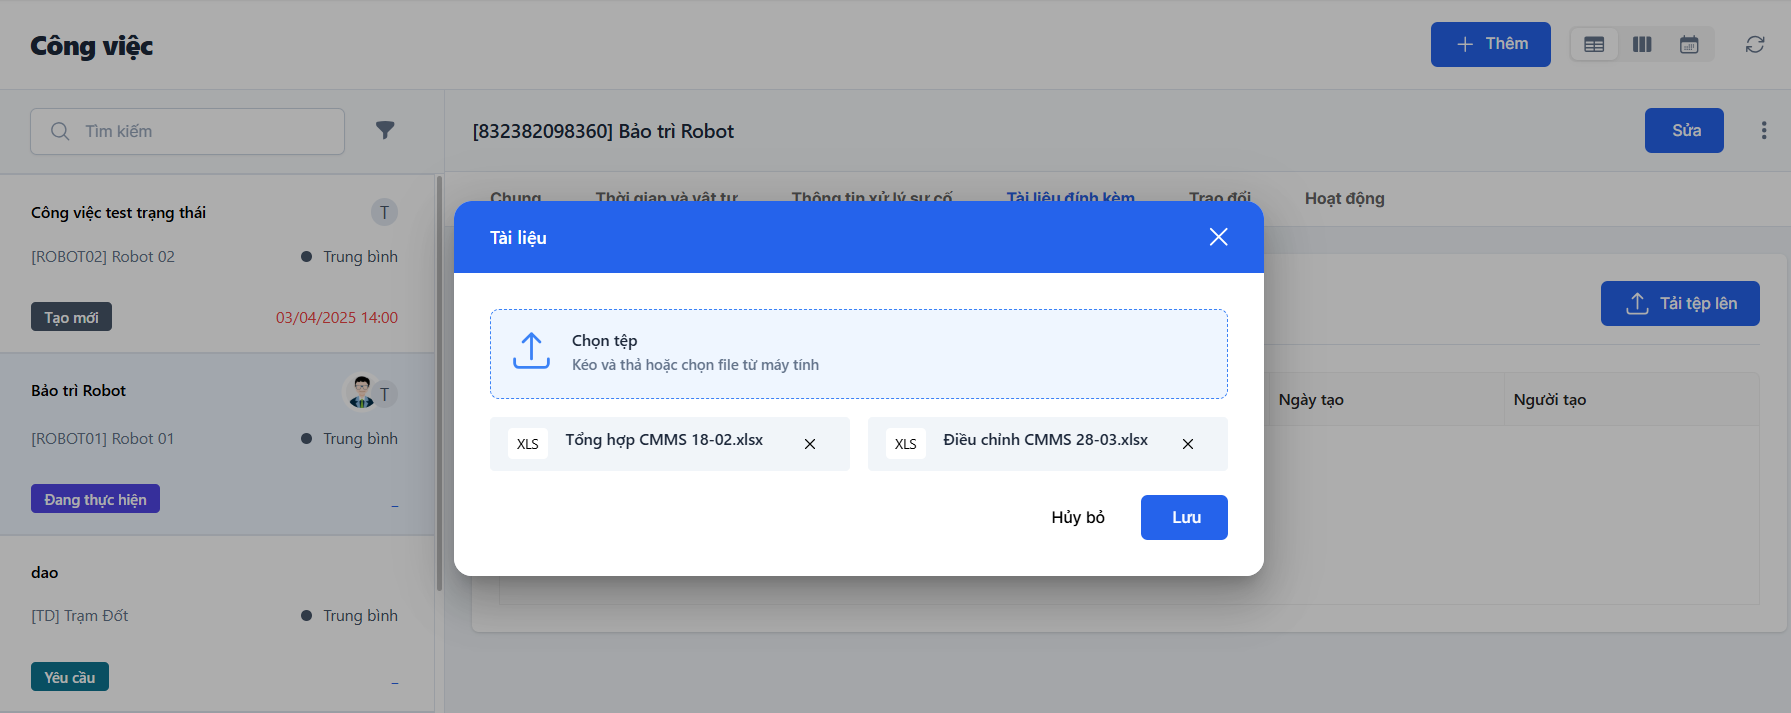 Công việc
Thêm
Tìm kiếm
[832382098360] Bảo trì Robot
Sửa
Chung
Thời gian và vật tư
Thông tin xử lý sự cố
Tài liệu đính kèm
Trao đổi
Hoạt động
Công việc test trạng thái
T
[ROBOT02] Robot 02
Trung bình
Tạo mới
03/04/2025 14:00
Bảo trì Robot
T
[ROBOT01] Robot 01
Trung bình
Đang thực hiện
_
dao
[TD] Trạm Đốt
Trung bình
Yêu cầu
_
Tải tệp lên
Ngày tạo
Người tạo
Tài liệu
Chọn tệp
Kéo và thả hoặc chọn file từ máy tính
XLS
Tổng hợp CMMS 18-02.xlsx
XLS
Điều chỉnh CMMS 28-03.xlsx
Hủy bỏ
Lưu